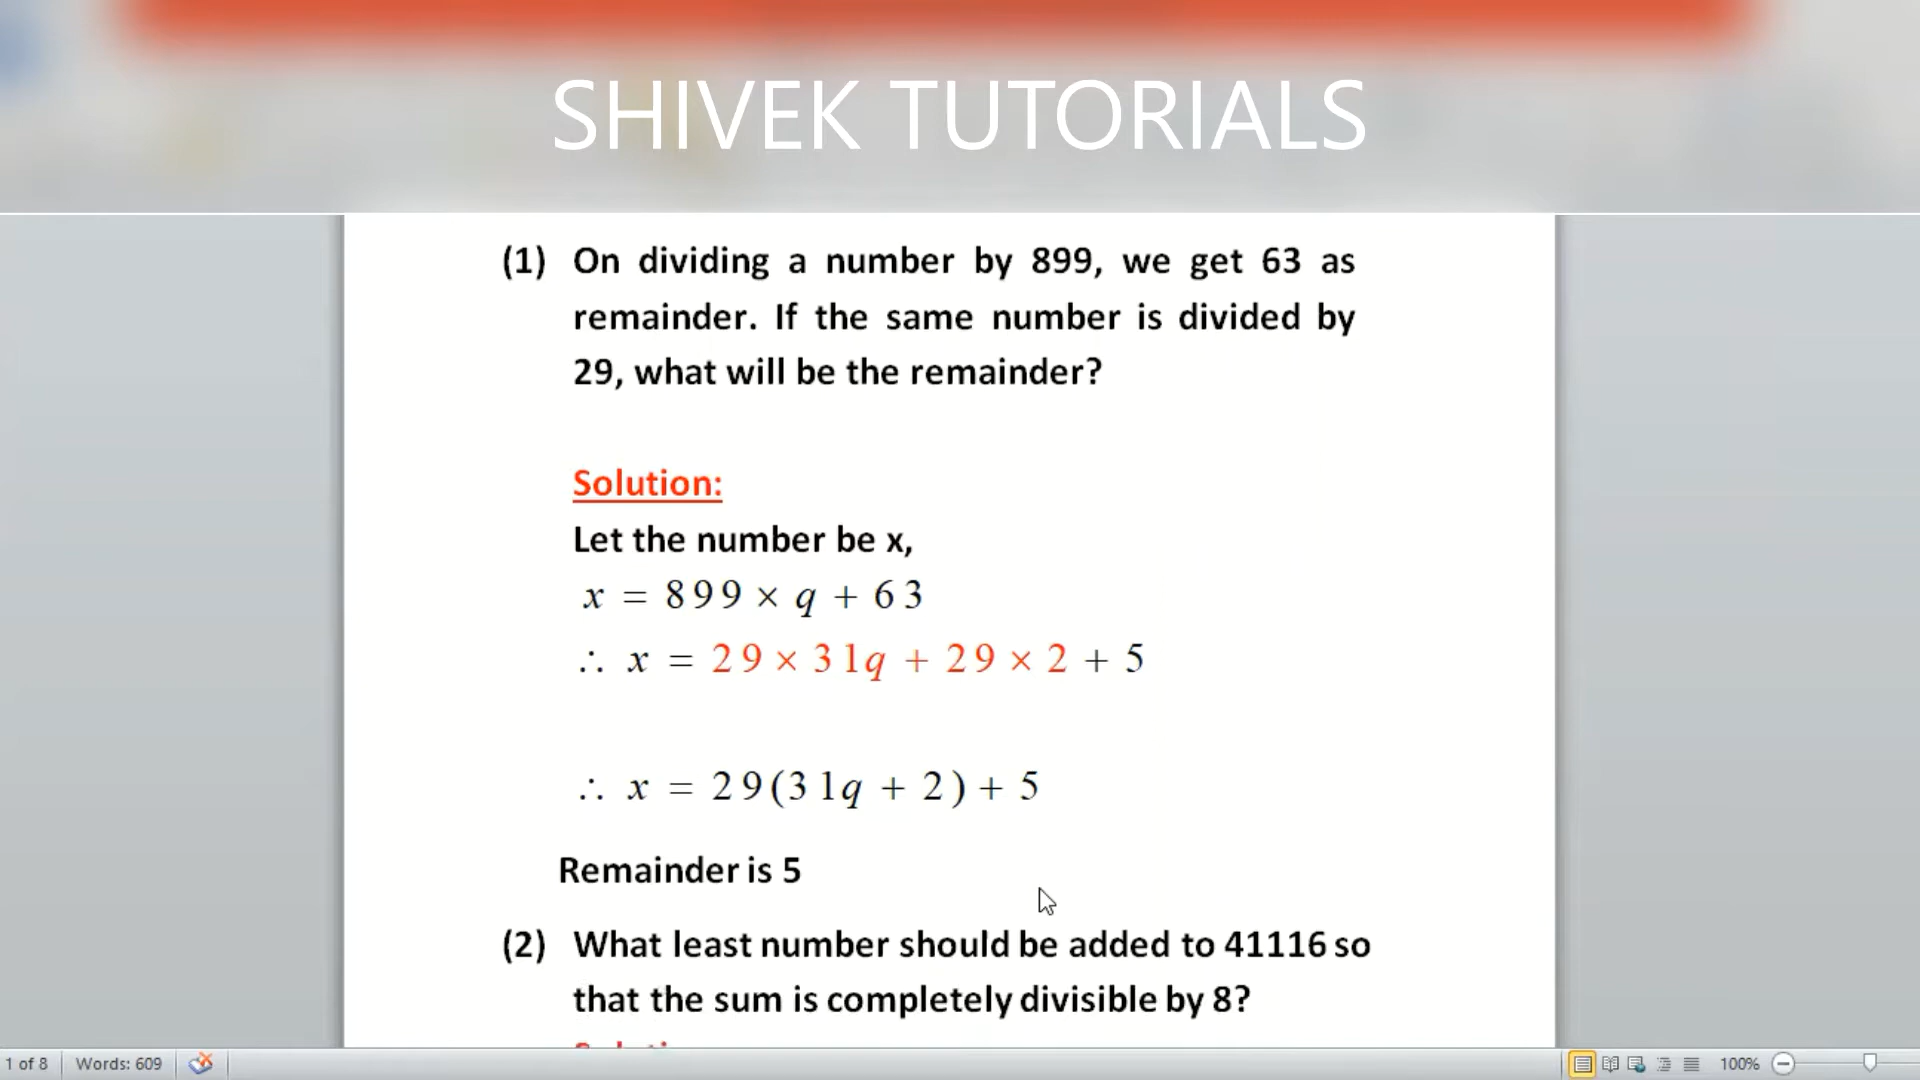 SHIVEK TUTORIALS
(1) On dividing a number by 899, we get 63 as
remainder. If the same number is divided by
29, what will be the remainder?
Solution:
Let the number be x,
x = 899 × q + 63
∴ x = 29 × 31q + 29 × 2 + 5
∴ x = 29(31q + 2) + 5
Remainder is 5
(2) What least number should be added to 41116 so
that the sum is completely divisible by 8?
1 of 8 Words: 609 100%